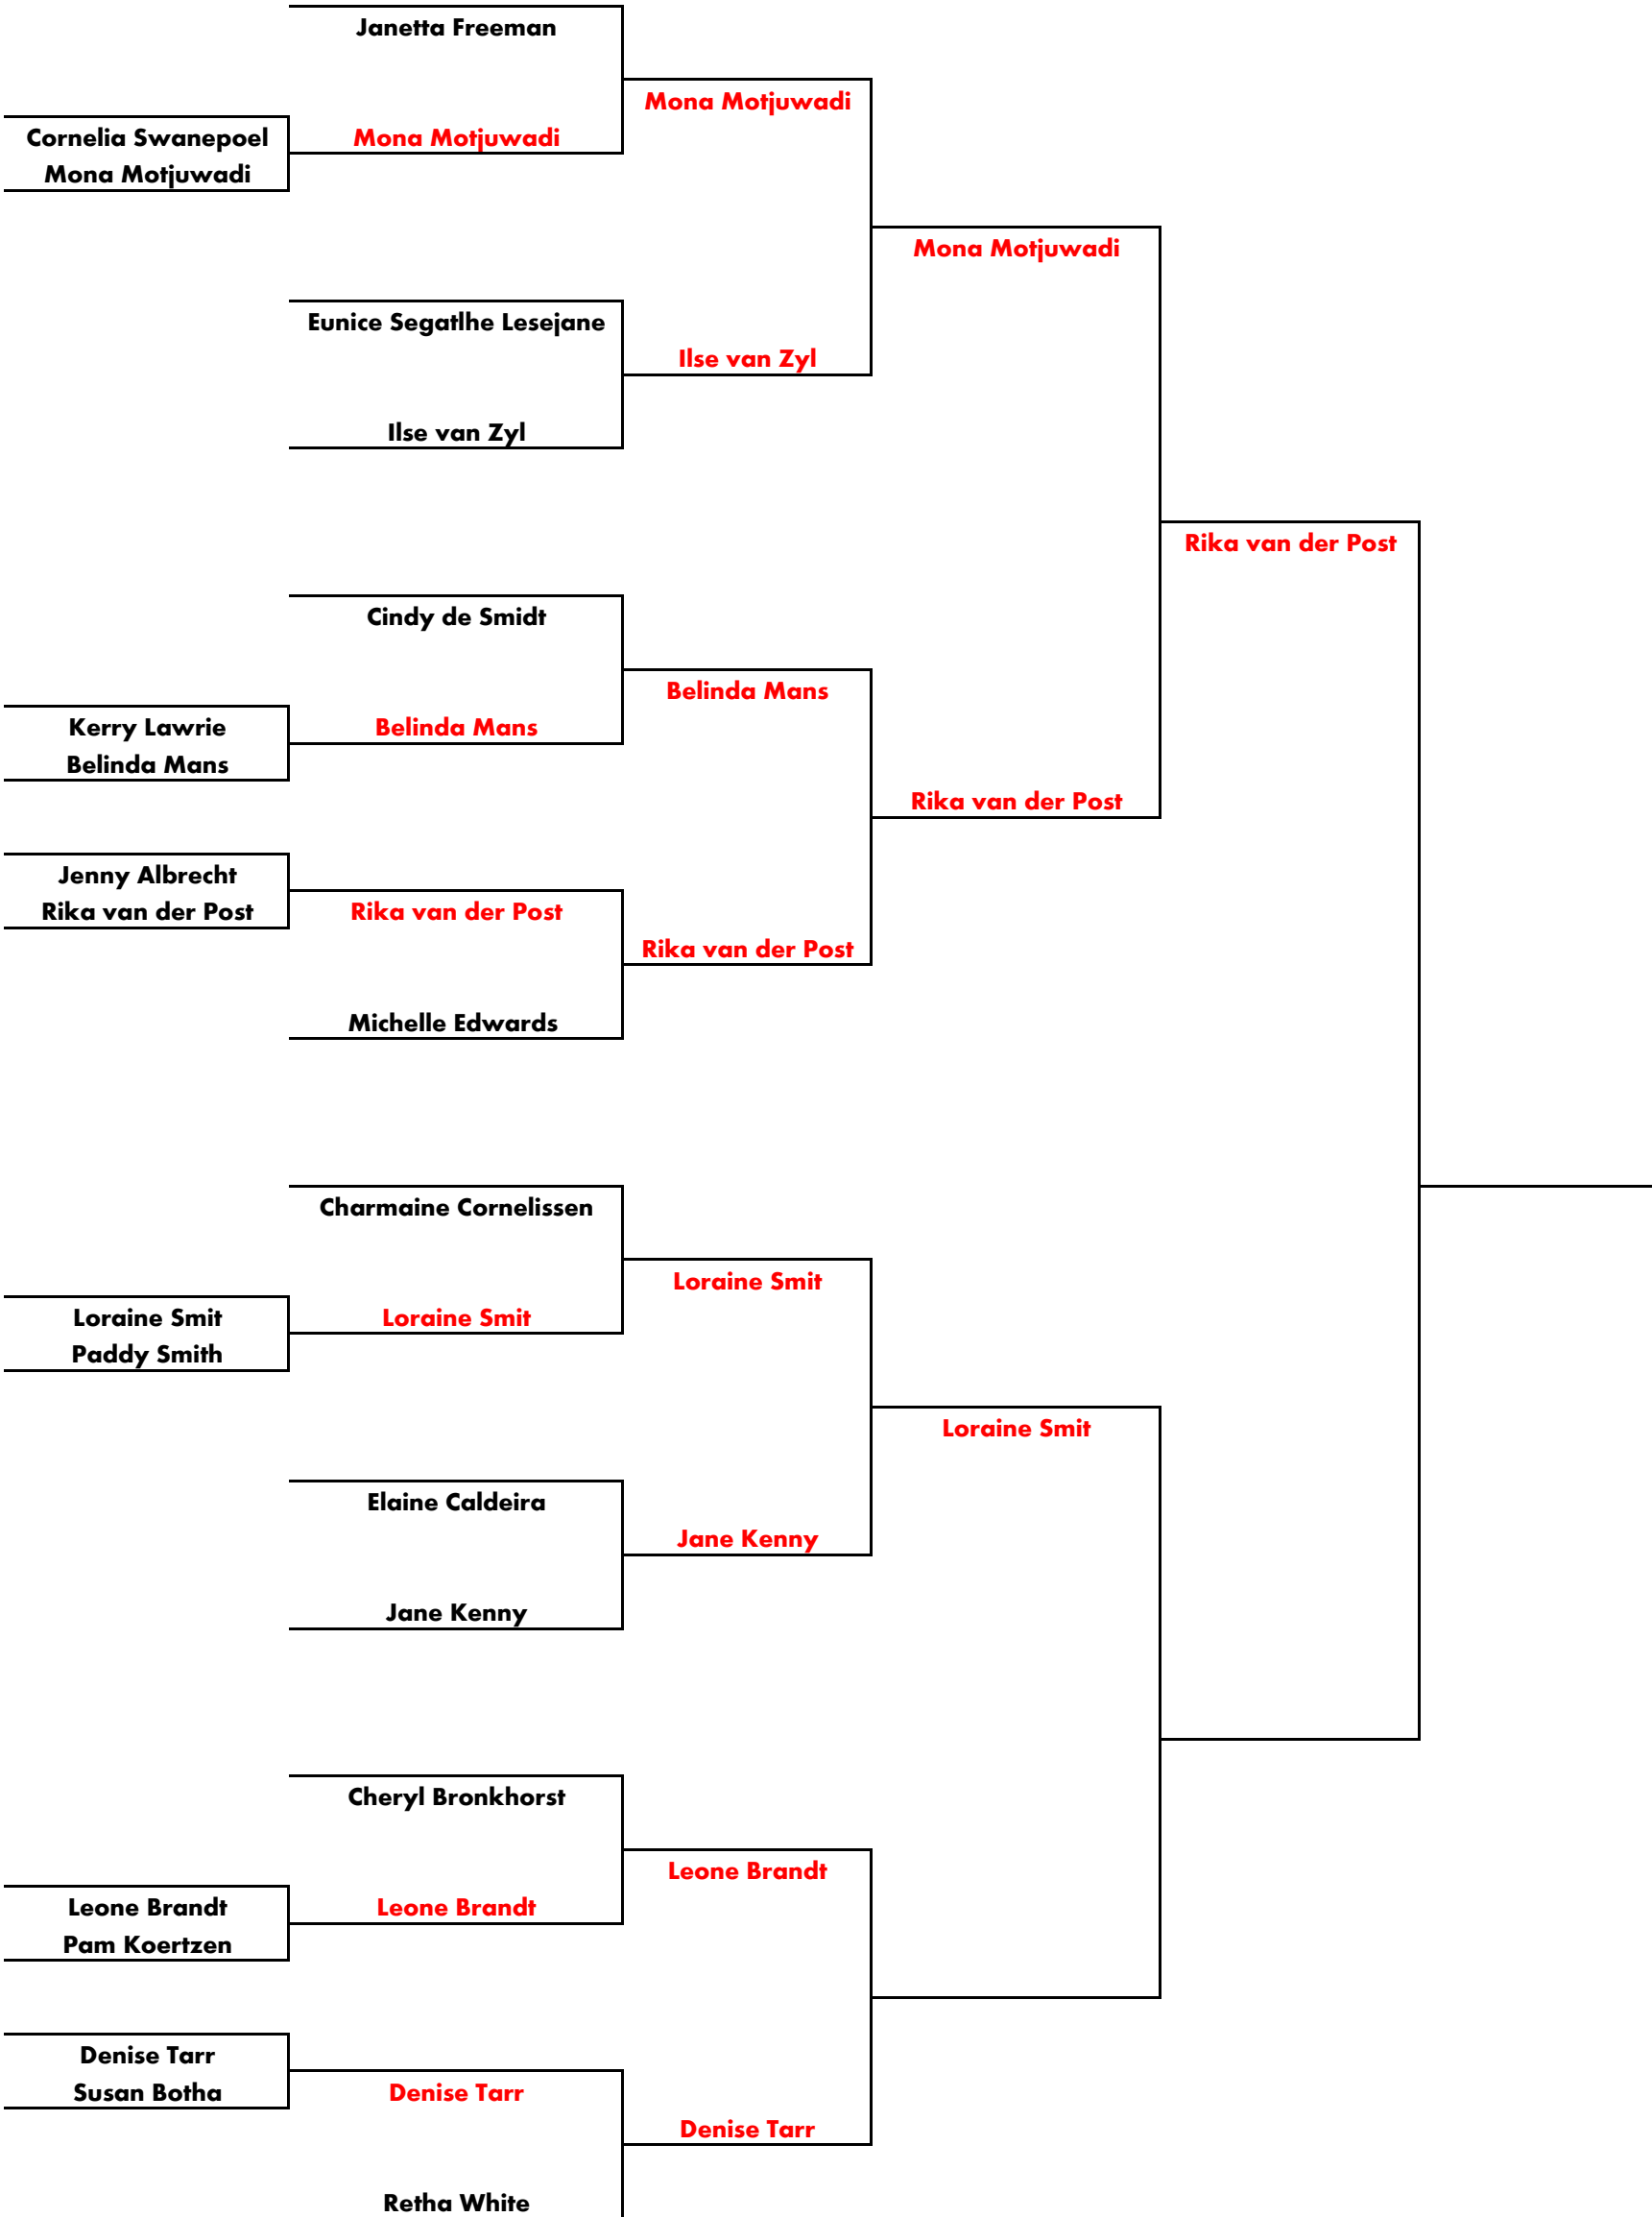 Janetta Freeman
Mona Motjuwadi
Cornelia Swanepoel
Mona Motjuwadi
Mona Motjuwadi
Mona Motjuwadi
Eunice Segatlhe Lesejane
Ilse van Zyl
Ilse van Zyl
Rika van der Post
Cindy de Smidt
Belinda Mans
Kerry Lawrie
Belinda Mans
Belinda Mans
Rika van der Post
Jenny Albrecht
Rika van der Post
Rika van der Post
Rika van der Post
Michelle Edwards
Charmaine Cornelissen
Loraine Smit
Loraine Smit
Loraine Smit
Paddy Smith
Loraine Smit
Elaine Caldeira
Jane Kenny
Jane Kenny
Cheryl Bronkhorst
Leone Brandt
Leone Brandt
Leone Brandt
Pam Koertzen
Denise Tarr
Susan Botha
Denise Tarr
Denise Tarr
Retha White